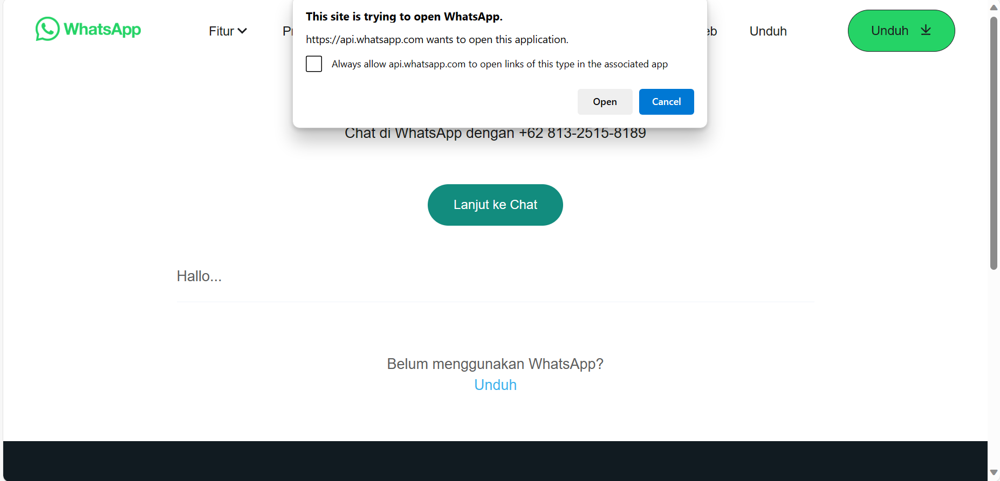 This site is trying to open WhatsApp.
https://api.whatsapp.com wants to open this application.
Always allow api.whatsapp.com to open links of this type in the associated app
Open Cancel
WhatsApp Fitur Unduh Unduh
Chat di WhatsApp dengan +62 813-2515-8189
Lanjut ke Chat
Hallo...
Belum menggunakan WhatsApp?
Unduh